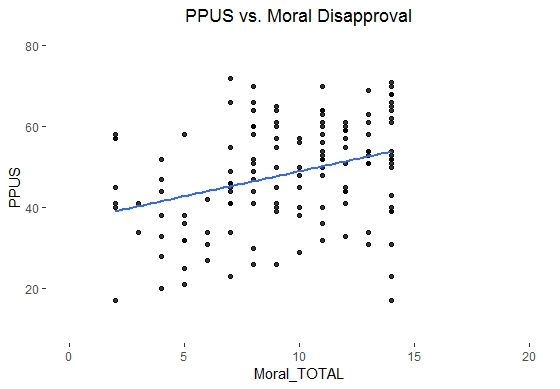 PPUS vs. Moral Disapproval
80
60
40
20
PPUS
0 5 10 15 20
Moral_TOTAL